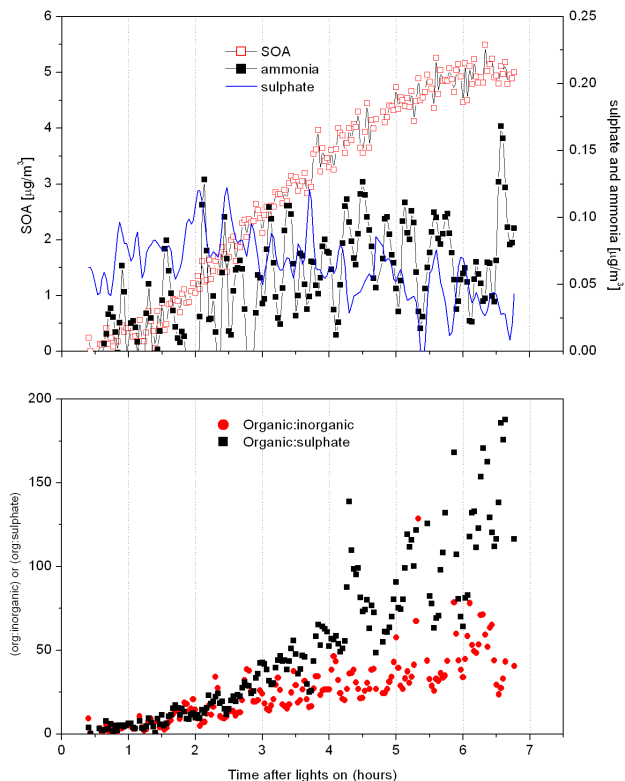 6
5
4
3
2
1
0
SOA [µg/m³]
SOA
ammonia
sulphate
0.25
0.20
0.15
0.10
0.05
0.00
sulphate and ammonia [µg/m³]
200
150
100
50
0
(org:inorganic) or (org:sulphate)
Organic:inorganic
Organic:sulphate
0 1 2 3 4 5 6 7
Time after lights on (hours)